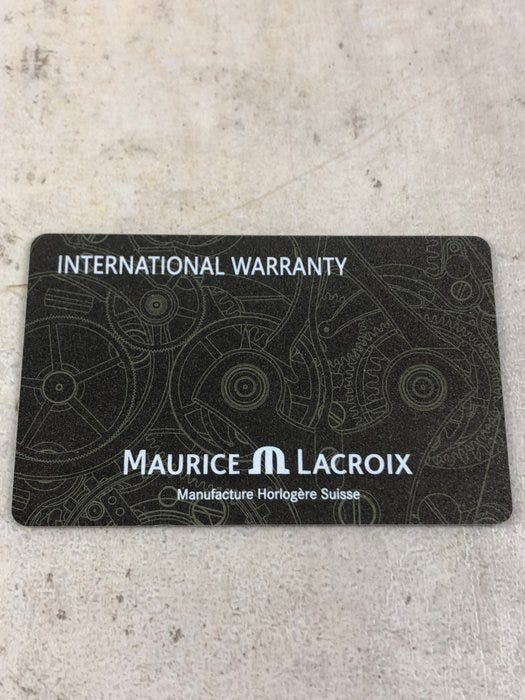 INTERNATIONAL WARRANTY
MAURICE LACROIX
Manufacture Horlogère Suisse